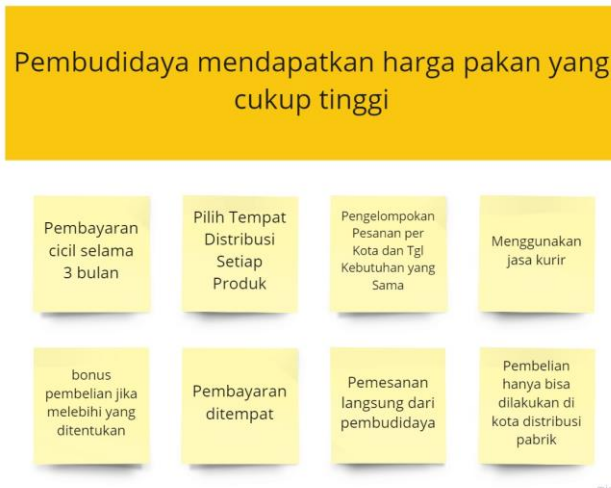 Pembudidaya mendapatkan harga pakan yang
cukup tinggi
Pembayaran
cicil selama
3 bulan
Pilih Tempat
Distribusi
Setiap
Produk
Pengelompokan
Pesanan per
Kota dan Tgl
Kebutuhan yang
Sama
Menggunakan
jasa kurir
bonus
pembelian jika
melebihi yang
ditentukan
Pembayaran
ditempat
Pemesanan
langsung dari
pembudidaya
Pembelian
hanya bisa
dilakukan di
kota distribusi
pabrik